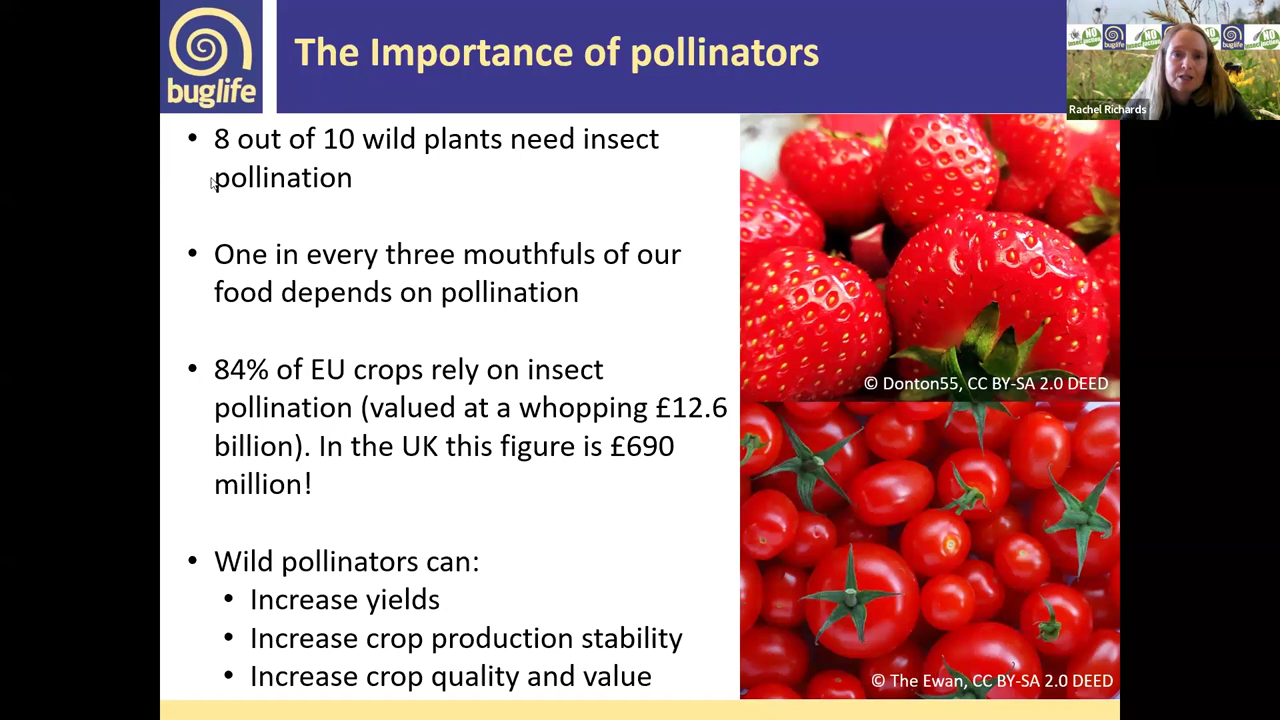 buglife
The Importance of pollinators
Rachel Richards
• 8 out of 10 wild plants need insect
pollination
• One in every three mouthfuls of our
food depends on pollination
• 84% of EU crops rely on insect
pollination (valued at a whopping £12.6
billion). In the UK this figure is £690
million!
• Wild pollinators can:
• Increase yields
• Increase crop production stability
• Increase crop quality and value
© Donton55, CC BY-SA 2.0 DEED
© The Ewan, CC BY-SA 2.0 DEED